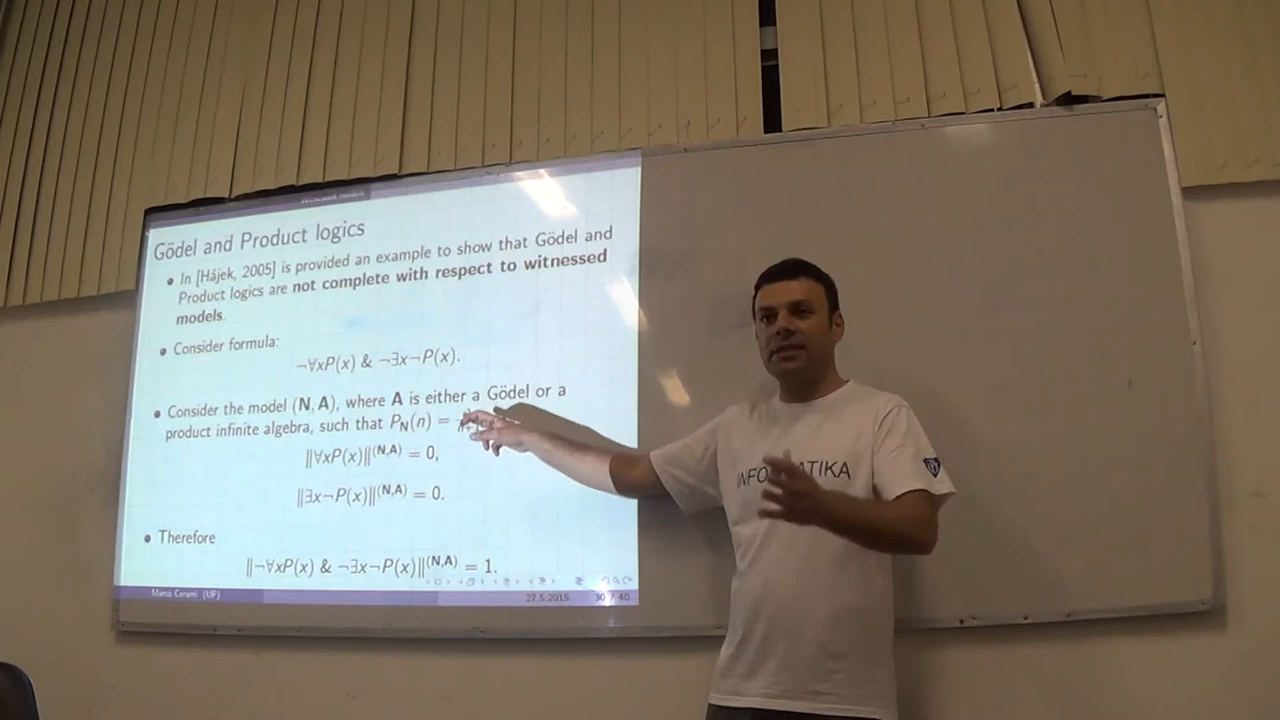 Gödel and Product logics
• In [Hájek, 2005] is provided an example to show that Gödel and
Product logics are not complete with respect to witnessed
models.
• Consider formula:
¬∀xP(x) & ¬∃x¬P(x).
• Consider the model (N, A), where A is either a Gödel or a
product infinite algebra, such that P_N(n) =
‖∀xP(x)‖^(N,A) = 0,
‖∃x¬P(x)‖^(N,A) = 0.
• Therefore
‖¬∀xP(x) & ¬∃x¬P(x)‖^(N,A) = 1.
Marco Cerami (UP) 27.5.2015 30 / 40